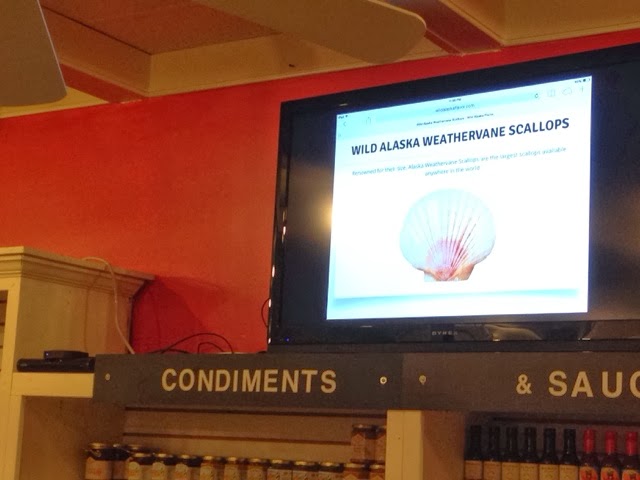 WILD ALASKA WEATHERVANE SCALLOPS
Renowned for their size, Alaska Weathervane Scallops are the largest scallops available
anywhere in the world
DYNEX
CONDIMENTS
& SAUC